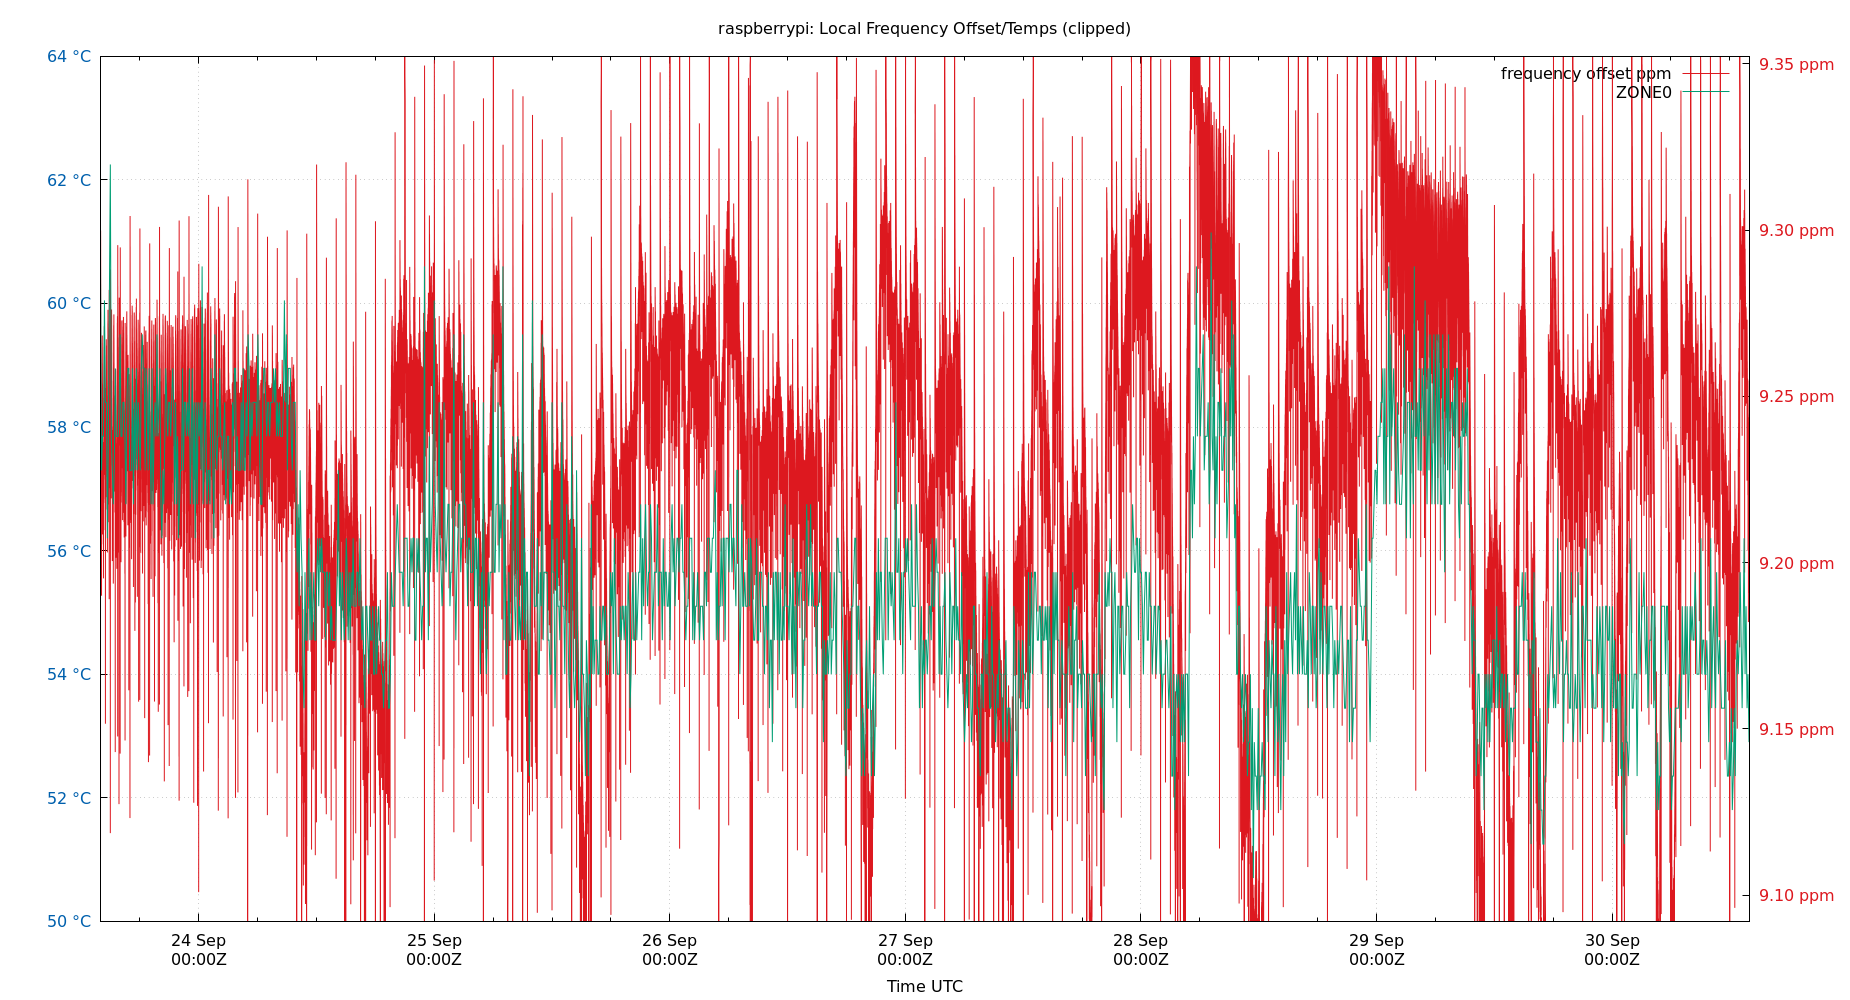 raspberrypi: Local Frequency Offset/Temps (clipped)
64 °C
62 °C
60 °C
58 °C
56 °C
54 °C
52 °C
50 °C
9.35 ppm
9.30 ppm
9.25 ppm
9.20 ppm
9.15 ppm
9.10 ppm
frequency offset ppm
ZONE0
24 Sep
00:00Z
25 Sep
00:00Z
26 Sep
00:00Z
27 Sep
00:00Z
28 Sep
00:00Z
29 Sep
00:00Z
30 Sep
00:00Z
Time UTC